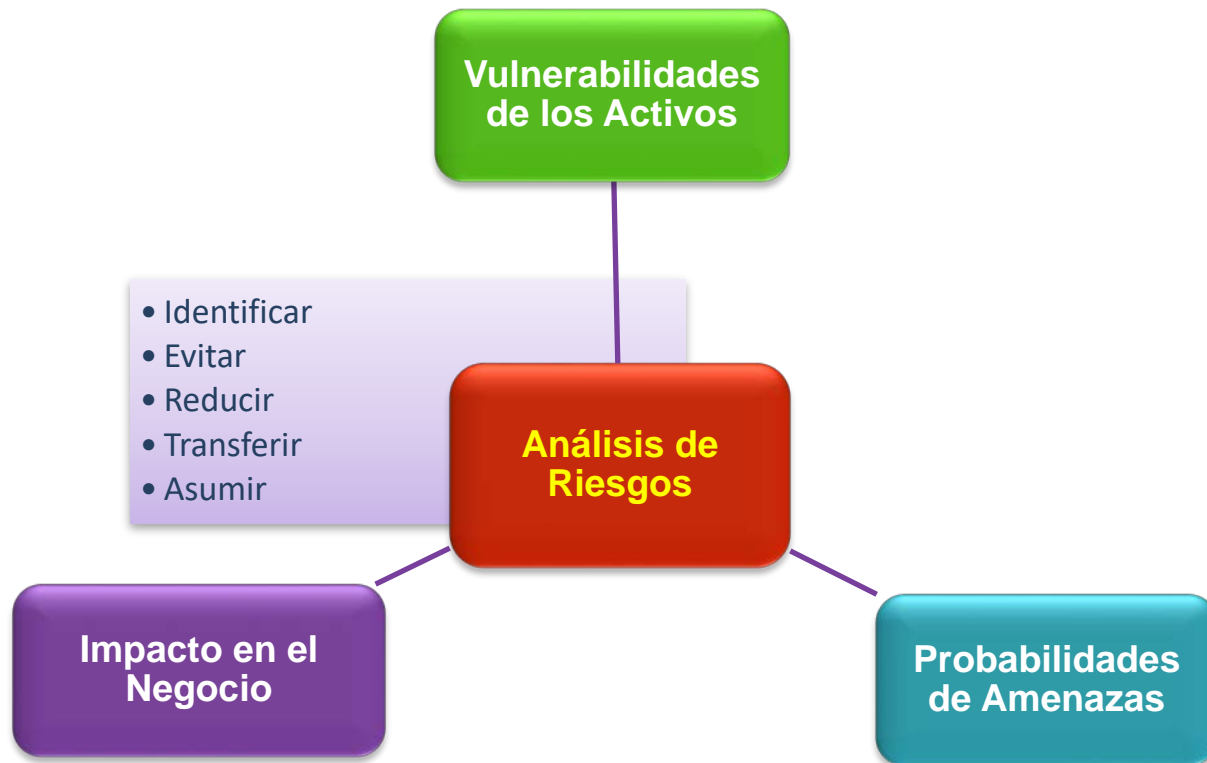 Vulnerabilidades
de los Activos
• Identificar
• Evitar
• Reducir
• Transferir
• Asumir
Análisis de
Riesgos
Impacto en el
Negocio
Probabilidades
de Amenazas